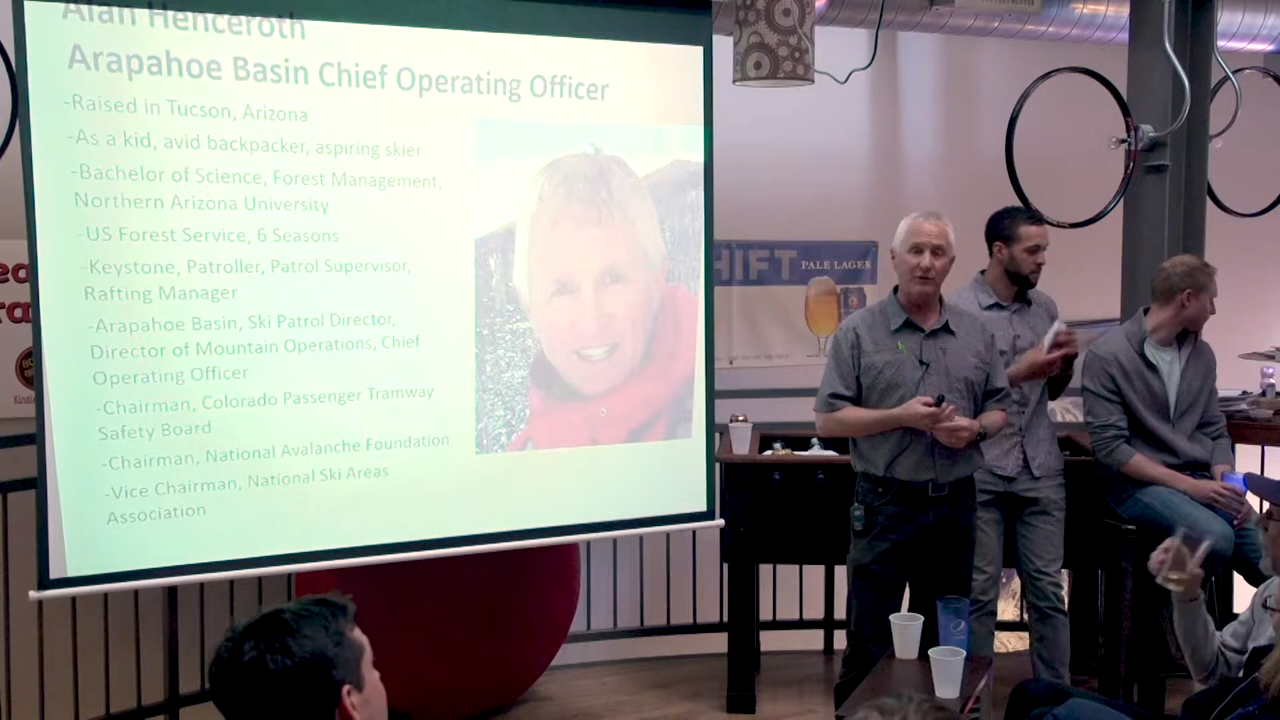 Alan Henceroth
Arapahoe Basin Chief Operating Officer
-Raised In Tucson, Arizona
-As a kid, avid backpacker, aspiring skier
-Bachelor of Science, Forest Management,
Northern Arizona University
-US Forest Service, 6 Seasons
-Keystone, Patroller, Patrol Supervisor,
Rafting Manager
-Arapahoe Basin, Ski Patrol Director,
Director of Mountain Operations, Chief
Operating Officer
-Chairman, Colorado Passenger Tramway
Safety Board
-Chairman, National Avalanche Foundation
-Vice Chairman, National Ski Areas
Association
HIFT PALE LAGER